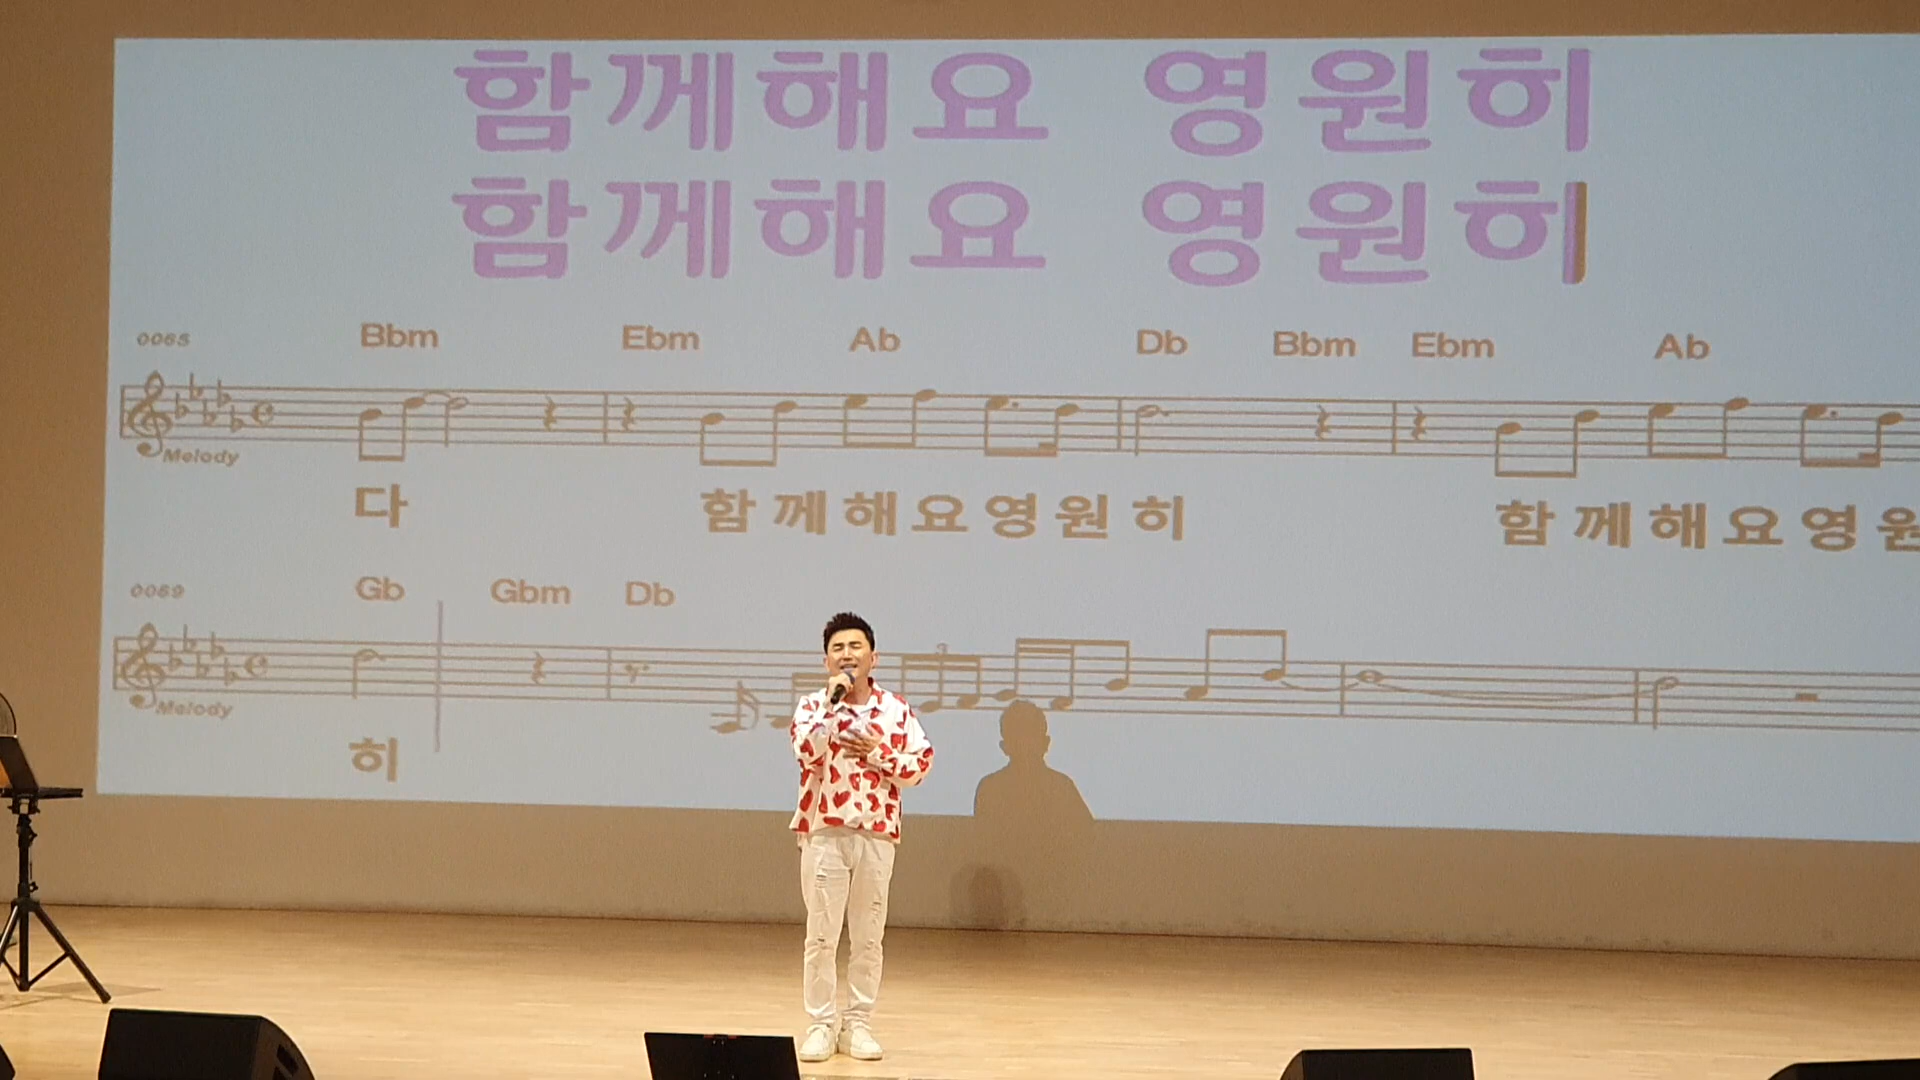 함께해요 영원히
함께해요 영원히
0065 Bbm Ebm Ab Db Bbm Ebm Ab
Melody
다 함 께 해 요 영 원 히 함 께 해 요 영 원
0069 Gb Gbm Db
3
Melody
히